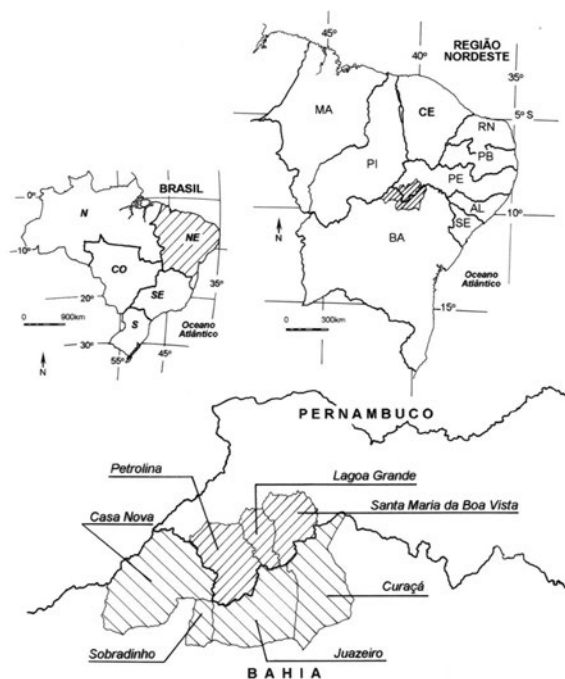 BRASIL
0º
N
NE
-10º
CO
SE
35º
20º
S
0 900km
Oceano
Atlântico
30º
55º
45º
N
REGIÃO
NORDESTE
45º
40º
35º
5º S
MA
CE
RN
PI
PB
PE
AL
SE
10º
BA
N
Oceano
Atlântico
0 300km
15º
PERNAMBUCO
Petrolina
Lagoa Grande
Casa Nova
Santa Maria da Boa Vista
Curaçá
Sobradinho
Juazeiro
BAHIA